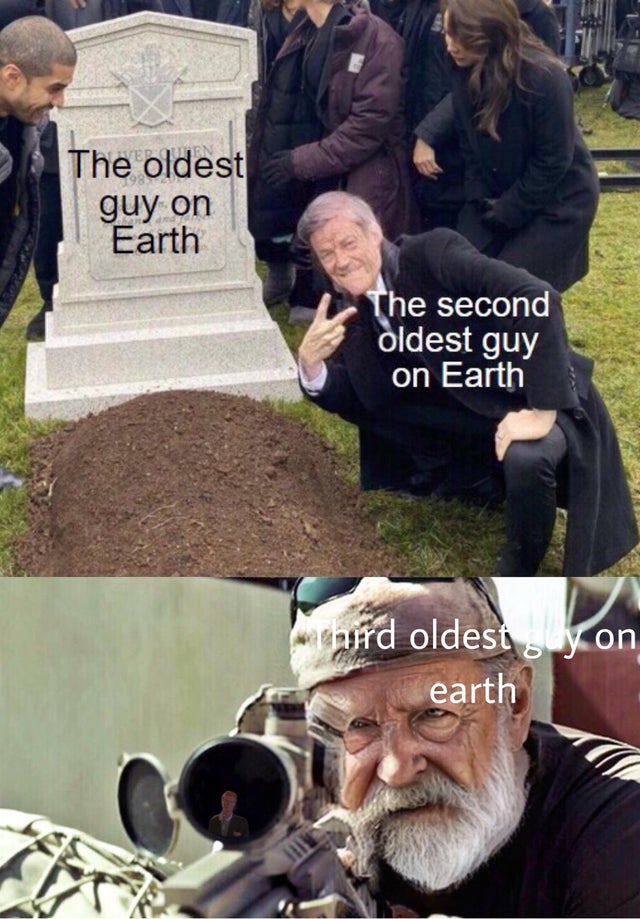 The oldest
guy on
Earth
The second
oldest guy
on Earth
Third oldest guy on
earth